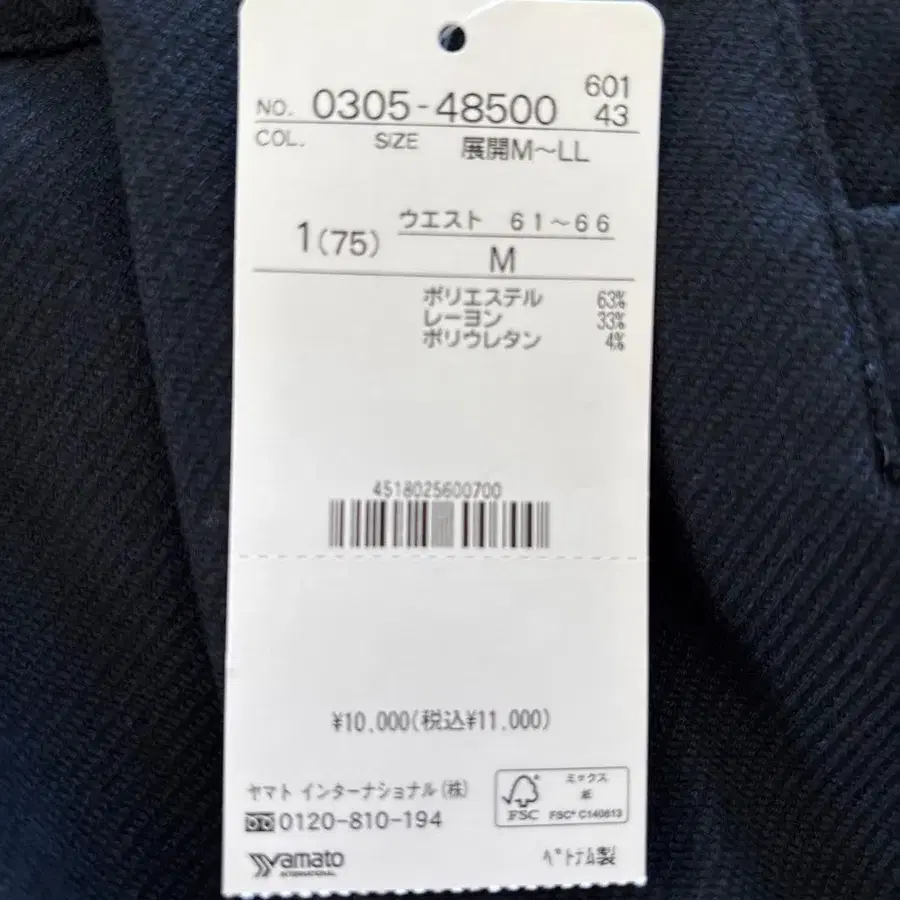 601
NO. 0305-48500 43
COL. SIZE 展開M～LL
1(75) ウエスト 61～66
M
ポリエステル 63%
レーヨン 33%
ポリウレタン 4%
4518025600700
¥10,000(税込¥11,000)
ヤマト インターナショナル(株)
0120-810-194
yamato
INTERNATIONAL
ミックス
紙
FSC FSC® C140613
ベトナム製